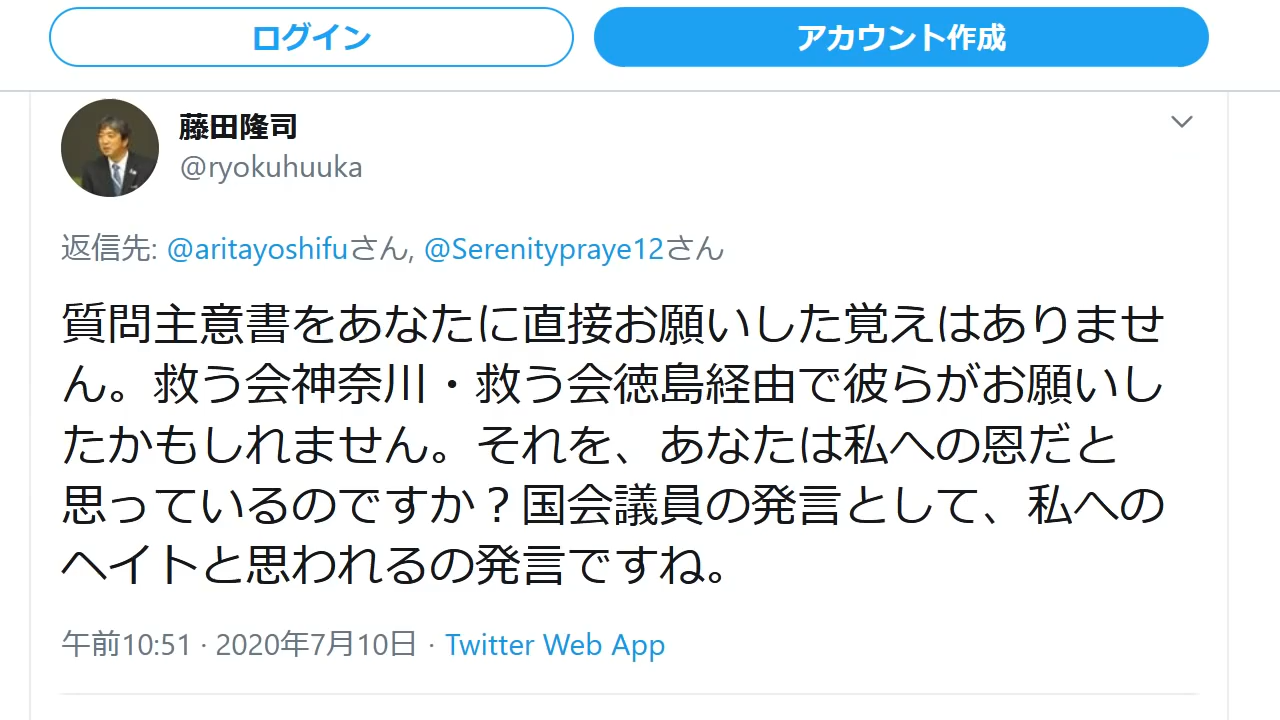 ログイン
アカウント作成
藤田隆司
@ryokuhuuka
返信先: @aritayoshifuさん, @Serenitypraye12さん
質問主意書をあなたに直接お願いした覚えはありませ
ん。救う会神奈川・救う会徳島経由で彼らがお願いし
たかもしれません。それを、あなたは私への恩だと
思っているのですか？国会議員の発言として、私への
ヘイトと思われるの発言ですね。
午前10:51 · 2020年7月10日 · Twitter Web App